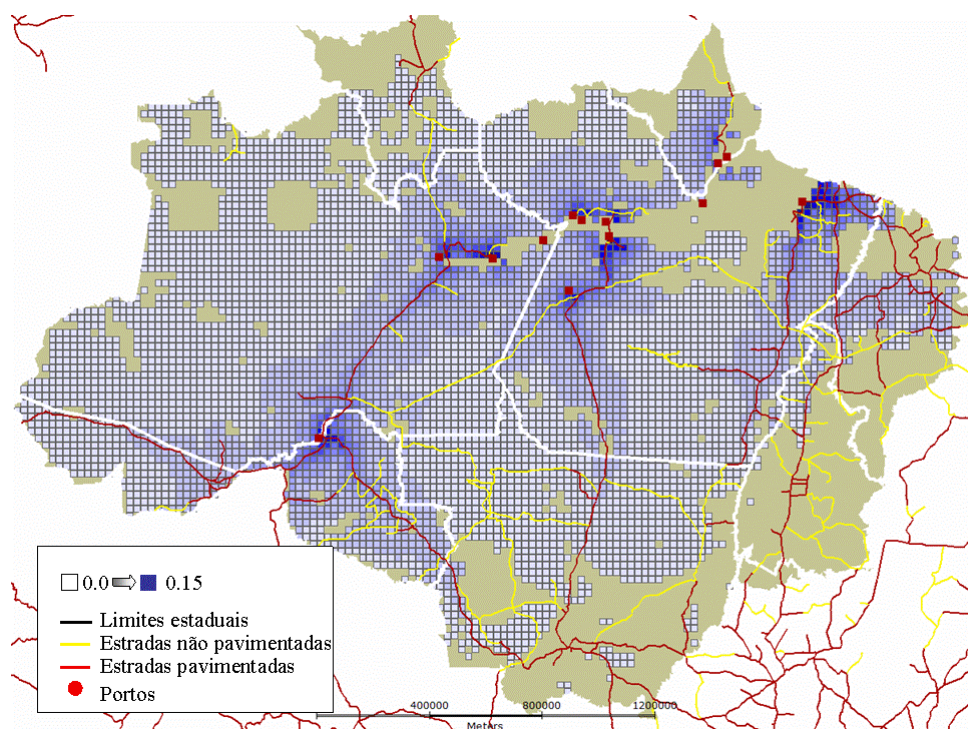 0.0 0.15
Limites estaduais
Estradas não pavimentadas
Estradas pavimentadas
Portos
400000 800000 1200000
Meters